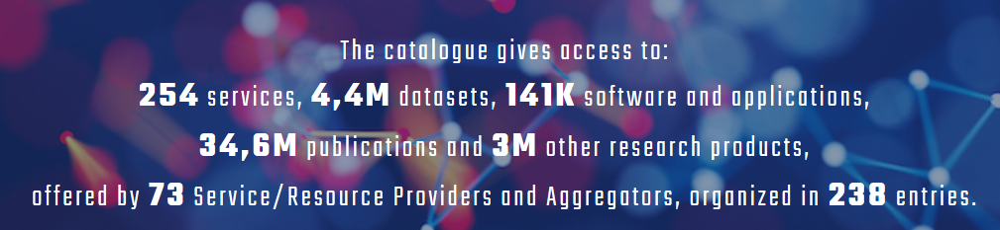 The catalogue gives access to:
254 services, 4,4M datasets, 141K software and applications,
34,6M publications and 3M other research products,
offered by 73 Service/Resource Providers and Aggregators, organized in 238 entries.